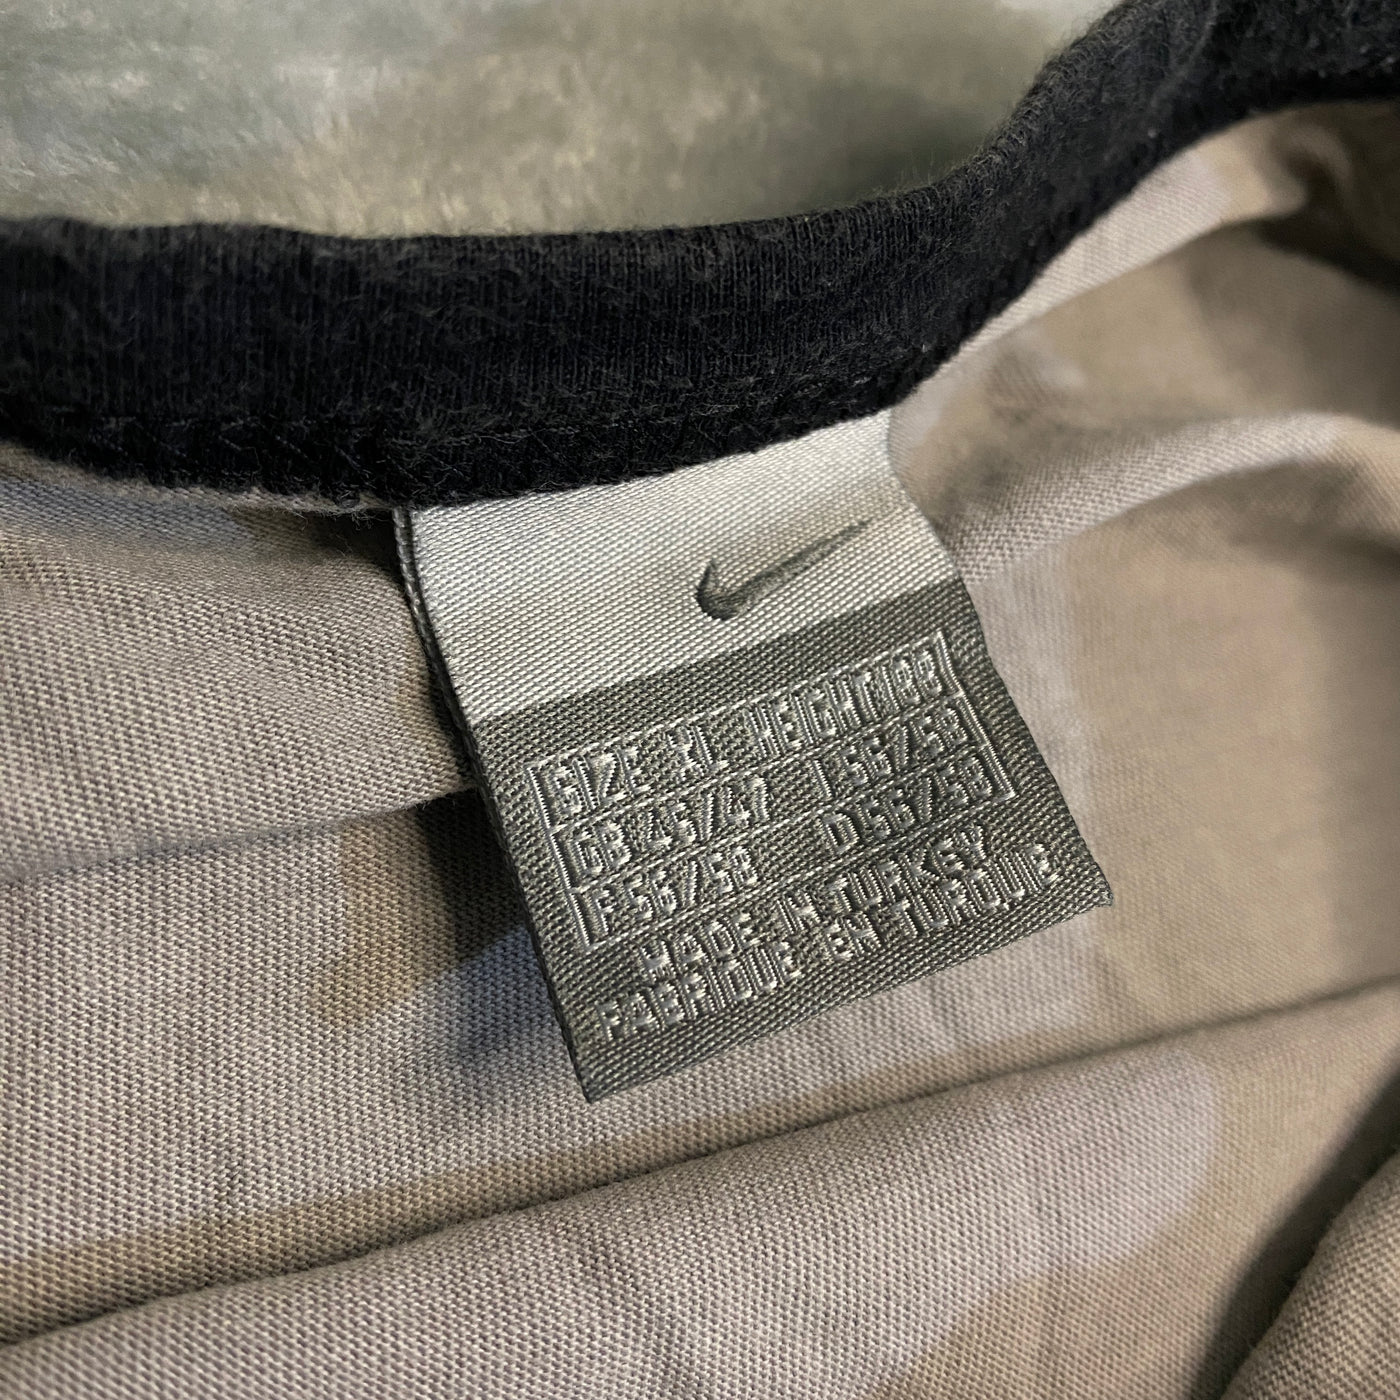 SIZE XL HEIGHT 188
GB 45/47 I 56/58
F 56/58 D 56/58
MADE IN TURKEY
FABRIQUE EN TURQUIE